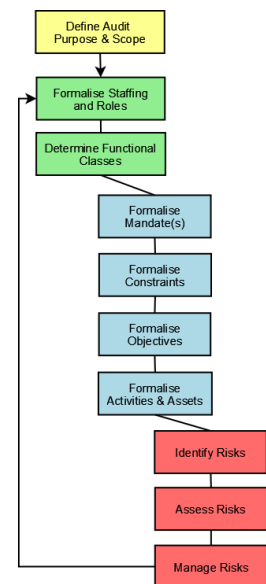 Define Audit
Purpose & Scope
Formalise Staffing
and Roles
Determine Functional
Classes
Formalise
Mandate(s)
Formalise
Constraints
Formalise
Objectives
Formalise
Activities & Assets
Identify Risks
Assess Risks
Manage Risks